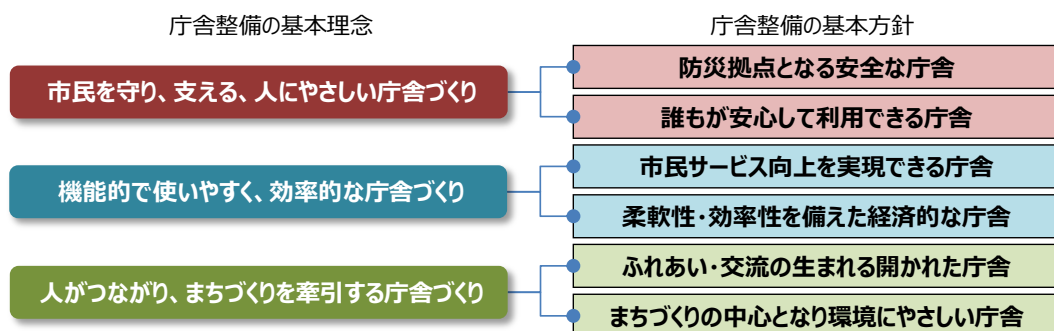 庁舎整備の基本理念
庁舎整備の基本方針
市民を守り、支える、人にやさしい庁舎づくり
防災拠点となる安全な庁舎
誰もが安心して利用できる庁舎
機能的で使いやすく、効率的な庁舎づくり
市民サービス向上を実現できる庁舎
柔軟性・効率性を備えた経済的な庁舎
人がつながり、まちづくりを牽引する庁舎づくり
ふれあい・交流の生まれる開かれた庁舎
まちづくりの中心となり環境にやさしい庁舎